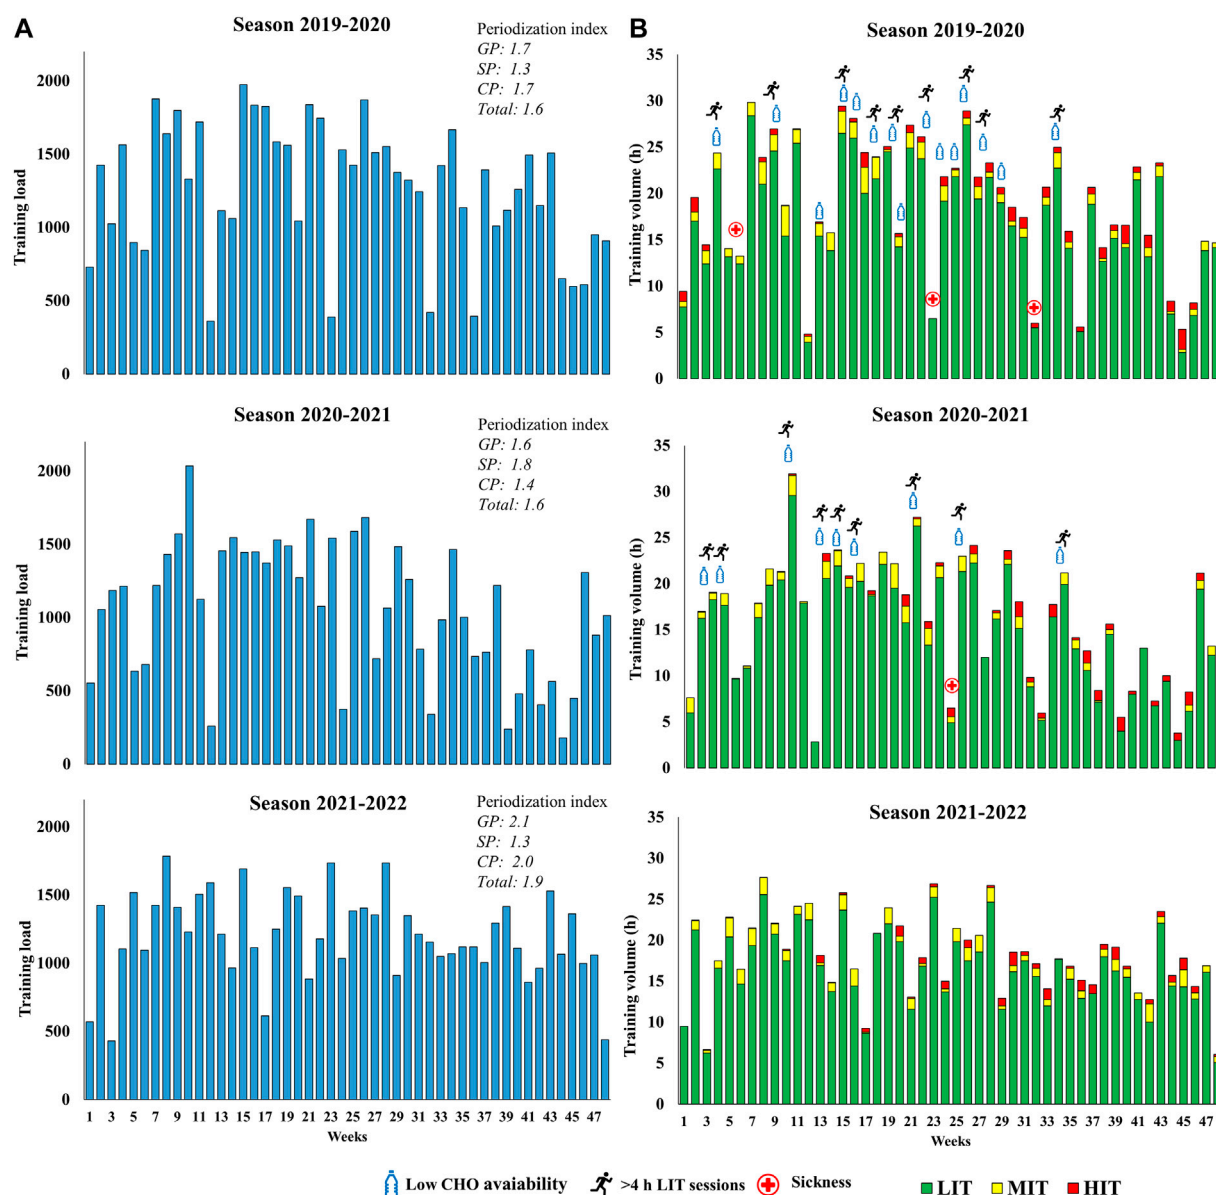 A
Season 2019-2020
Periodization index
GP: 1.7
SP: 1.3
CP: 1.7
Total: 1.6
Training load
2000
1500
1000
500
0
B
Season 2019-2020
Training volume (h)
35
30
25
20
15
10
5
0
Season 2020-2021
Periodization index
GP: 1.6
SP: 1.8
CP: 1.4
Total: 1.6
Training load
2000
1500
1000
500
0
Season 2020-2021
Training volume (h)
35
30
25
20
15
10
5
0
Season 2021-2022
Periodization index
GP: 2.1
SP: 1.3
CP: 2.0
Total: 1.9
Training load
2000
1500
1000
500
0
1 3 5 7 9 11 13 15 17 19 21 23 25 27 29 31 33 35 37 39 41 43 45 47
Weeks
Season 2021-2022
Training volume (h)
35
30
25
20
15
10
5
0
1 3 5 7 9 11 13 15 17 19 21 23 25 27 29 31 33 35 37 39 41 43 45 47
Weeks
Low CHO avaiability >4 h LIT sessions Sickness LIT MIT HIT